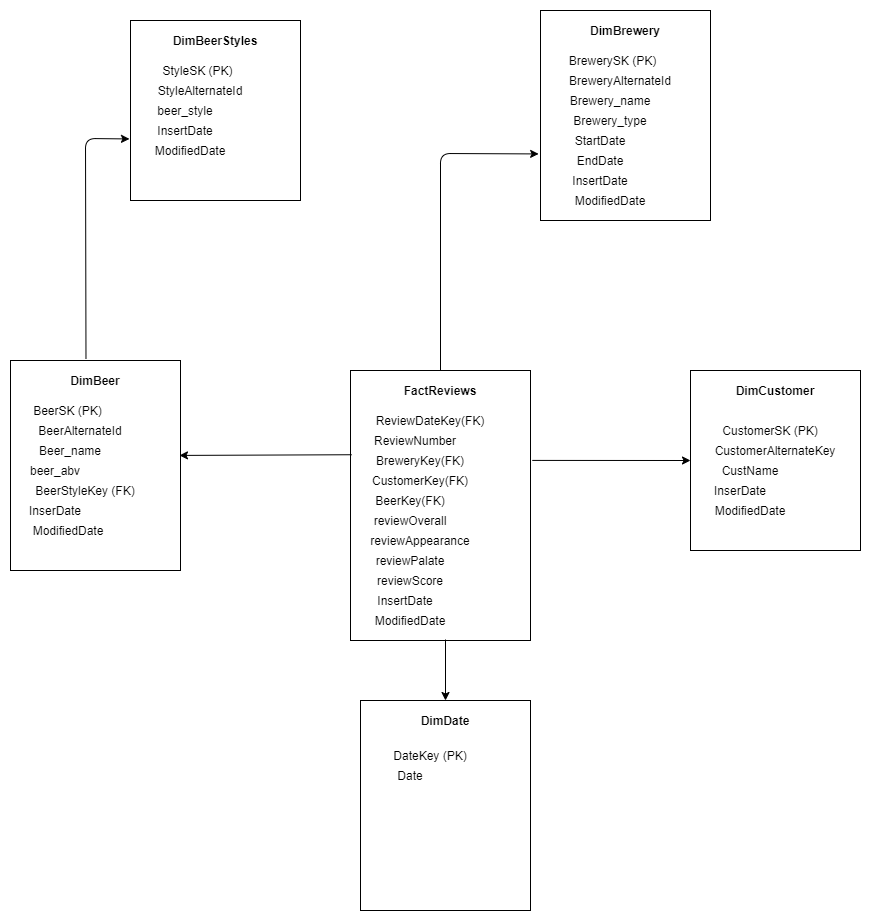 DimBeerStyles
StyleSK (PK)
StyleAlternateId
beer_style
InsertDate
ModifiedDate
DimBrewery
BrewerySK (PK)
BreweryAlternateId
Brewery_name
Brewery_type
StartDate
EndDate
InsertDate
ModifiedDate
DimBeer
BeerSK (PK)
BeerAlternateId
Beer_name
beer_abv
BeerStyleKey (FK)
InserDate
ModifiedDate
FactReviews
ReviewDateKey(FK)
ReviewNumber
BreweryKey(FK)
CustomerKey(FK)
BeerKey(FK)
reviewOverall
reviewAppearance
reviewPalate
reviewScore
InsertDate
ModifiedDate
DimCustomer
CustomerSK (PK)
CustomerAlternateKey
CustName
InserDate
ModifiedDate
DimDate
DateKey (PK)
Date